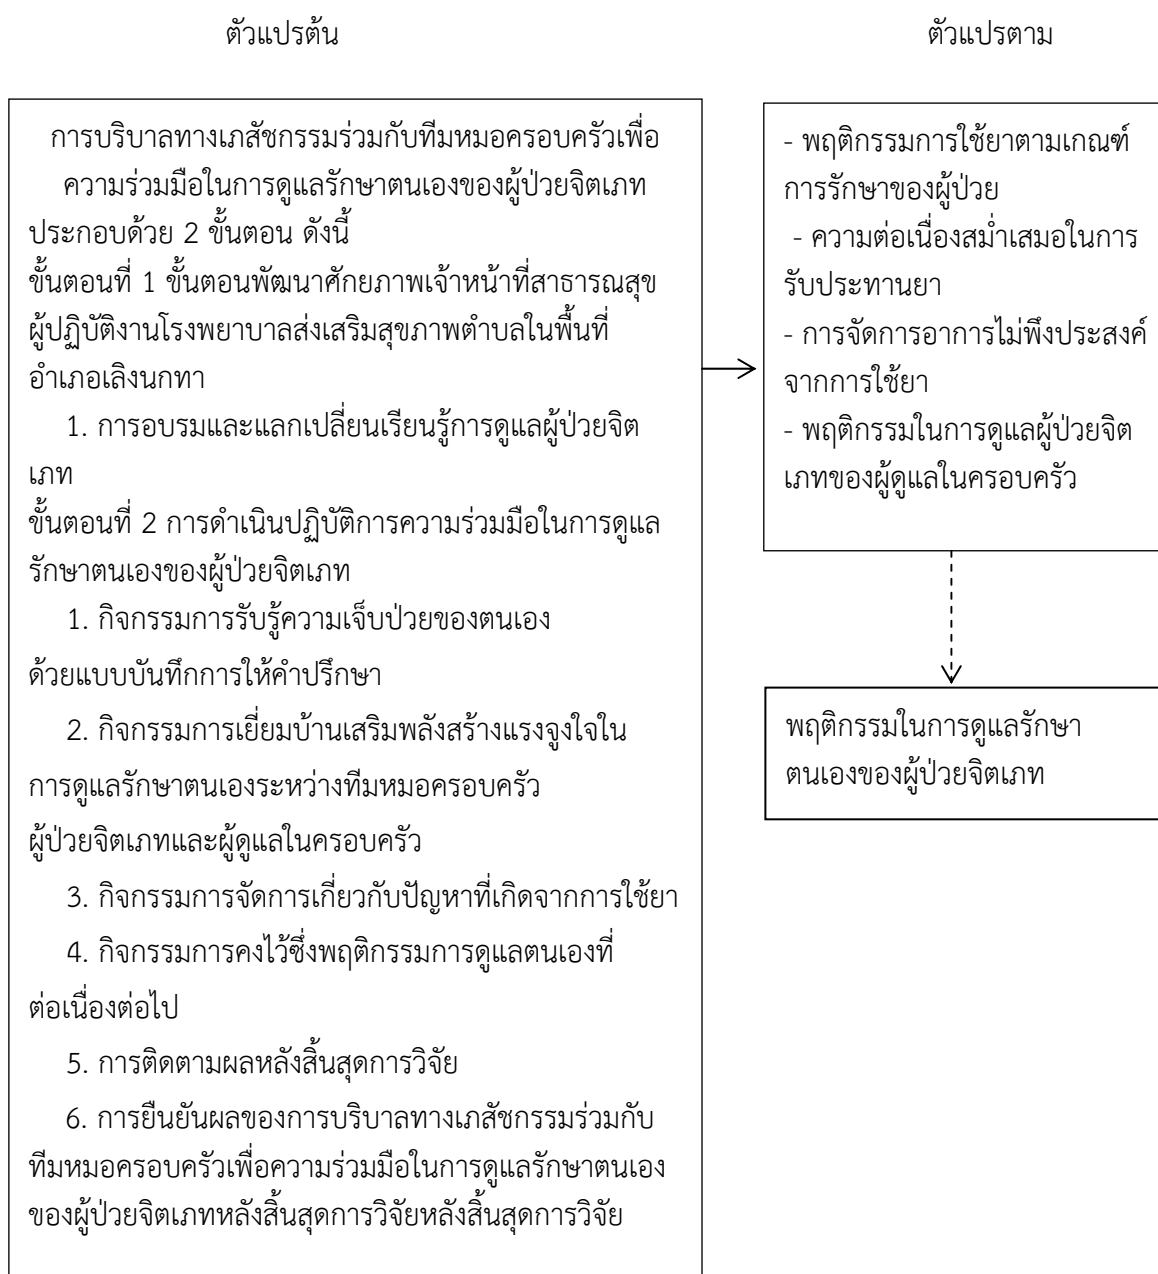 ตัวแปรต้น
ตัวแปรตาม
การบริบาลทางเภสัชกรรมร่วมกับทีมหมอครอบครัวเพื่อ
ความร่วมมือในการดูแลรักษาตนเองของผู้ป่วยจิตเภท
ประกอบด้วย 2 ขั้นตอน ดังนี้
ขั้นตอนที่ 1 ขั้นตอนพัฒนาศักยภาพเจ้าหน้าที่สาธารณสุข
ผู้ปฏิบัติงานโรงพยาบาลส่งเสริมสุขภาพตำบลในพื้นที่
อำเภอเลิงนกทา
1. การอบรมและแลกเปลี่ยนเรียนรู้การดูแลผู้ป่วยจิต
เภท
ขั้นตอนที่ 2 การดำเนินปฏิบัติการความร่วมมือในการดูแล
รักษาตนเองของผู้ป่วยจิตเภท
1. กิจกรรมการรับรู้ความเจ็บป่วยของตนเอง
ด้วยแบบบันทึกการให้คำปรึกษา
2. กิจกรรมการเยี่ยมบ้านเสริมพลังสร้างแรงจูงใจใน
การดูแลรักษาตนเองระหว่างทีมหมอครอบครัว
ผู้ป่วยจิตเภทและผู้ดูแลในครอบครัว
3. กิจกรรมการจัดการเกี่ยวกับปัญหาที่เกิดจากการใช้ยา
4. กิจกรรมการคงไว้ซึ่งพฤติกรรมการดูแลตนเองที่
ต่อเนื่องต่อไป
5. การติดตามผลหลังสิ้นสุดการวิจัย
6. การยืนยันผลของการบริบาลทางเภสัชกรรมร่วมกับ
ทีมหมอครอบครัวเพื่อความร่วมมือในการดูแลรักษาตนเอง
ของผู้ป่วยจิตเภทหลังสิ้นสุดการวิจัยหลังสิ้นสุดการวิจัย
- พฤติกรรมการใช้ยาตามเกณฑ์
การรักษาของผู้ป่วย
- ความต่อเนื่องสม่ำเสมอในการ
รับประทานยา
- การจัดการอาการไม่พึงประสงค์
จากการใช้ยา
- พฤติกรรมในการดูแลผู้ป่วยจิต
เภทของผู้ดูแลในครอบครัว
พฤติกรรมในการดูแลรักษา
ตนเองของผู้ป่วยจิตเภท